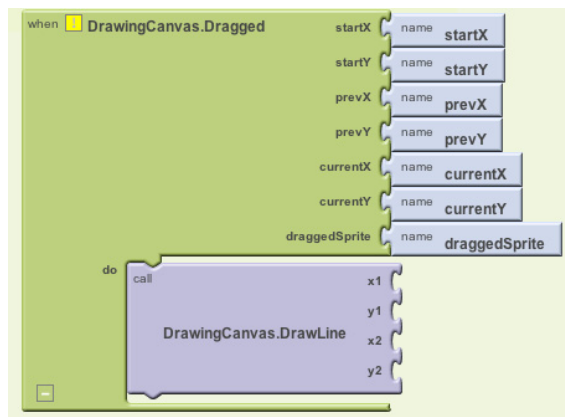 when ! DrawingCanvas.Dragged startX name startX
startY name startY
prevX name prevX
prevY name prevY
currentX name currentX
currentY name currentY
draggedSprite name draggedSprite
do call x1
y1
DrawingCanvas.DrawLine x2
y2